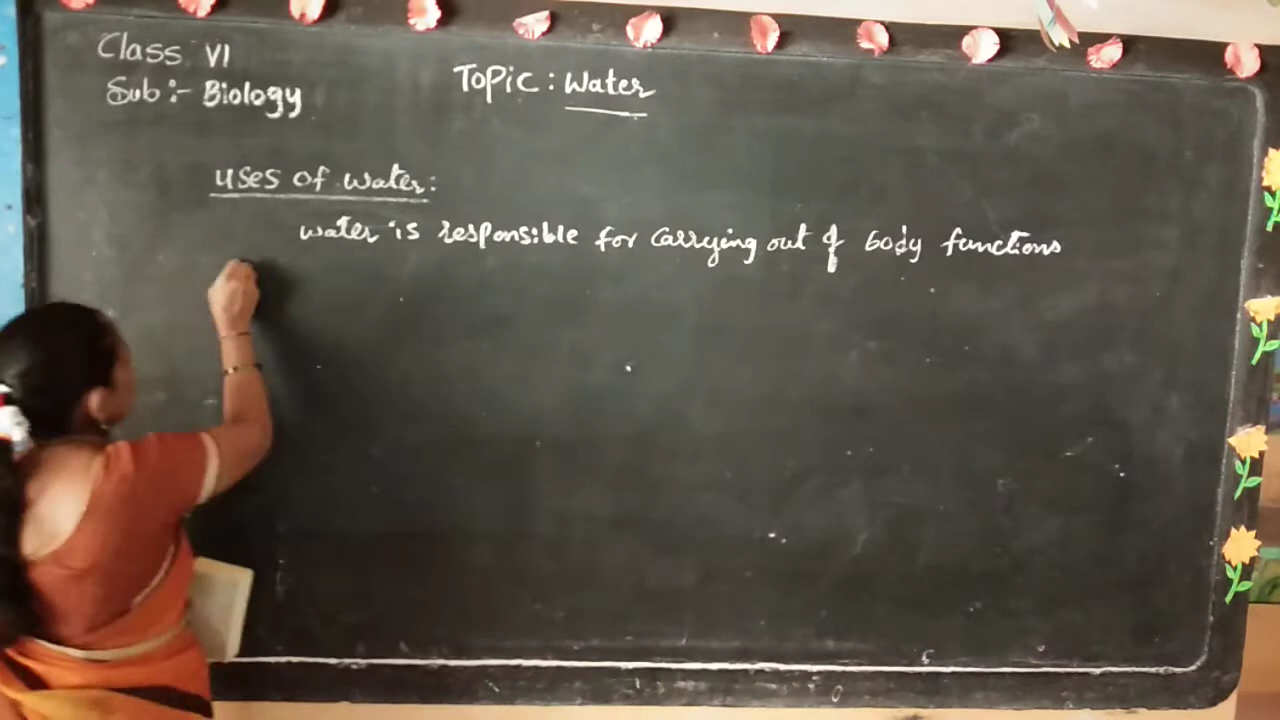 Class VI
Sub:- Biology
Topic: Water
uses of water:
water is responsible for carrying out of body functions